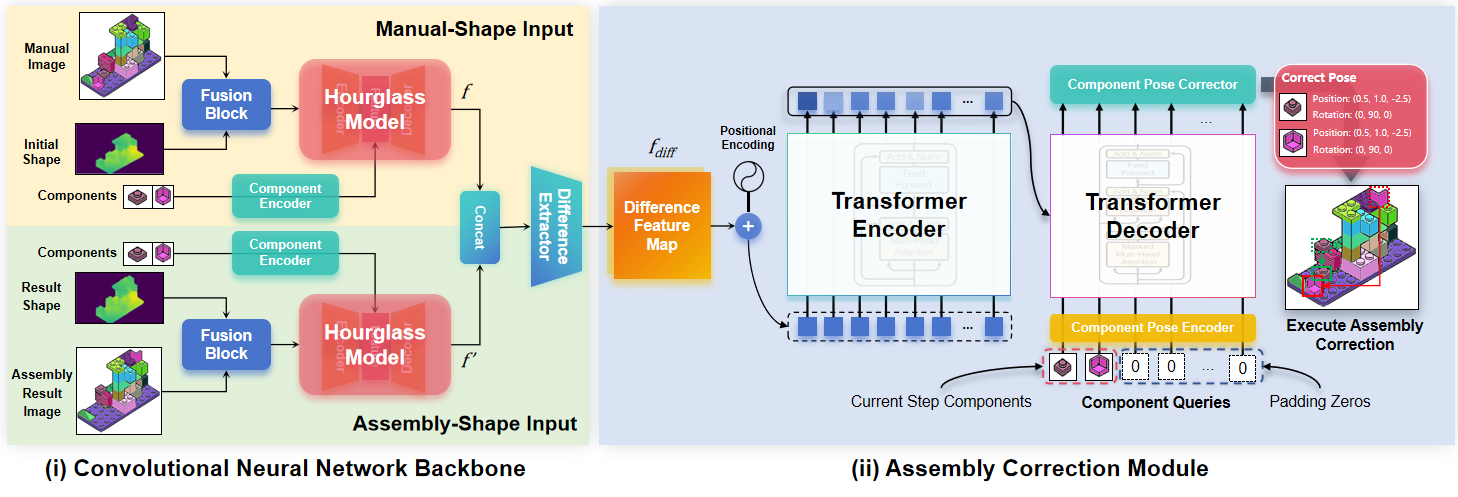 Manual-Shape Input
Manual
Image
Fusion
Block
Hourglass
Model
Encoder
Decoder
f
Initial
Shape
Components
Component
Encoder
Components
Component
Encoder
Result
Shape
Fusion
Block
Hourglass
Model
Encoder
Decoder
f'
Assembly
Result
Image
Assembly-Shape Input
Concat
Difference
Extractor
(i) Convolutional Neural Network Backbone
f_diff
Difference
Feature
Map
Positional
Encoding
+
...
Add & Norm
Feed
Forward
Transformer
Encoder
...
Component Pose Corrector
...
Add & Norm
Feed
Forward
Transformer
Decoder
Masked
Multi-Head
Attention
Component Pose Encoder
0
0
...
0
Current Step Components
Component Queries
Padding Zeros
Correct Pose
Position: (0.5, 1.0, -2.5)
Rotation: (0, 90, 0)
Position: (0.5, 1.0, -2.5)
Rotation: (0, 90, 0)
Execute Assembly
Correction
(ii) Assembly Correction Module